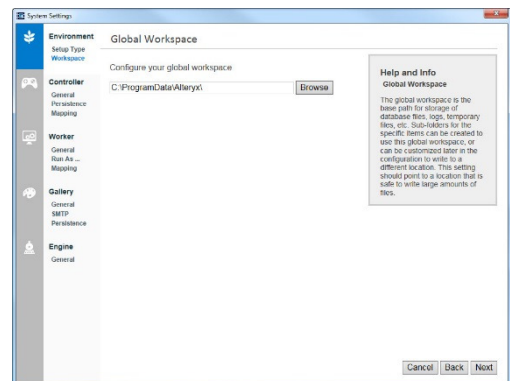 System Settings
Environment
Setup Type
Workspace
Controller
General
Persistence
Mapping
Worker
General
Run As ...
Mapping
Gallery
General
SMTP
Persistence
Engine
General
Global Workspace
Configure your global workspace
C:\ProgramData\Alteryx\
Browse
Help and Info
Global Workspace
The global workspace is the
base path for storage of
database files, logs, temporary
files, etc. Sub-folders for the
specific items can be created to
use this global workspace, or
can be customized later in the
configuration to write to a
different location. This setting
should point to a location that is
safe to write large amounts of
files.
Cancel Back Next